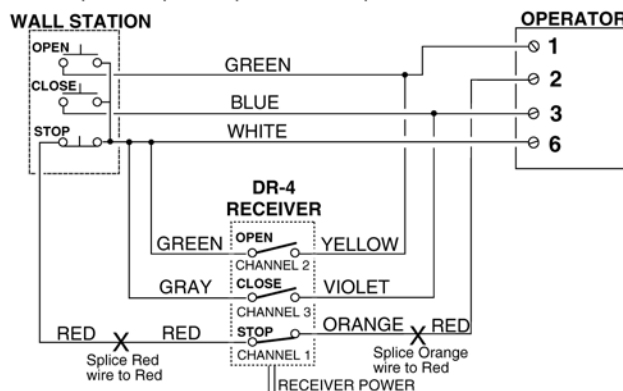 WALL STATION
OPERATOR
OPEN
1
GREEN
2
CLOSE
BLUE
3
STOP
WHITE
6
DR-4
RECEIVER
GREEN
OPEN
YELLOW
CHANNEL 2
GRAY
CLOSE
VIOLET
CHANNEL 3
RED
X
RED
STOP
ORANGE
X
RED
CHANNEL 1
Splice Red
wire to Red
Splice Orange
wire to Red
RECEIVER POWER